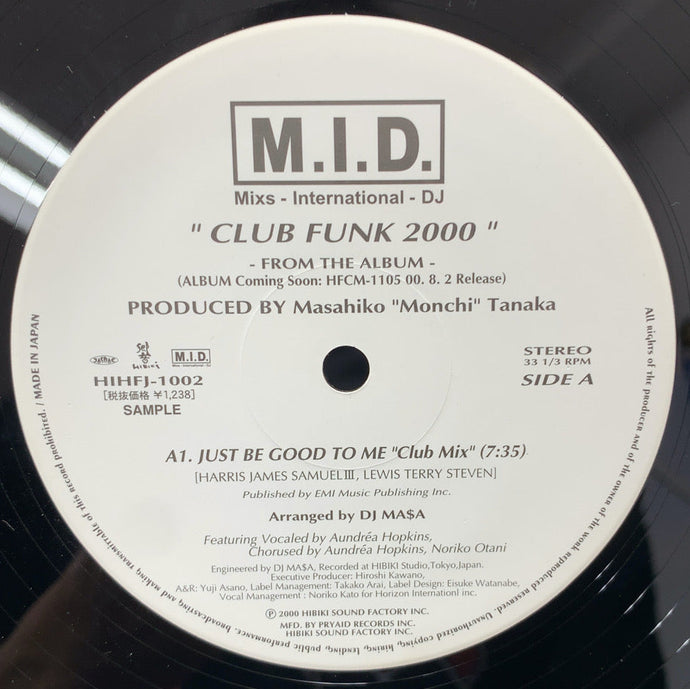 M.I.D.
Mixs - International - DJ
" CLUB FUNK 2000 "
- FROM THE ALBUM -
(ALBUM Coming Soon: HFCM-1105 00. 8. 2 Release)
PRODUCED BY Masahiko "Monchi" Tanaka
M.I.D.
HIHFJ-1002
[税抜価格 ¥1,238]
SAMPLE
STEREO
33 1/3 RPM
SIDE A
A1. JUST BE GOOD TO ME "Club Mix" (7:35)
[HARRIS JAMES SAMUELⅢ, LEWIS TERRY STEVEN]
Published by EMI Music Publishing Inc.
Arranged by DJ MA$A
Featuring Vocaled by Aundréa Hopkins,
Chorused by Aundréa Hopkins, Noriko Otani
Engineered by DJ MA$A, Recorded at HIBIKI Studio,Tokyo,Japan.
Executive Producer: Hiroshi Kawano,
A&R: Yuji Asano, Label Management: Takako Arai, Label Design: Eisuke Watanabe,
Vocal Management : Noriko Kato for Horizon Internationl inc.
Ⓟ 2000 HIBIKI SOUND FACTORY INC.
MFD. BY PRYAID RECORDS INC.
HIBIKI SOUND FACTORY INC.
All rights of the producer and of the owner of the work reproduced reserved. Unauthorized copying, hining, lending, public performance, broadcasting and making transmittable of this record prohibited. / MADE IN JAPAN